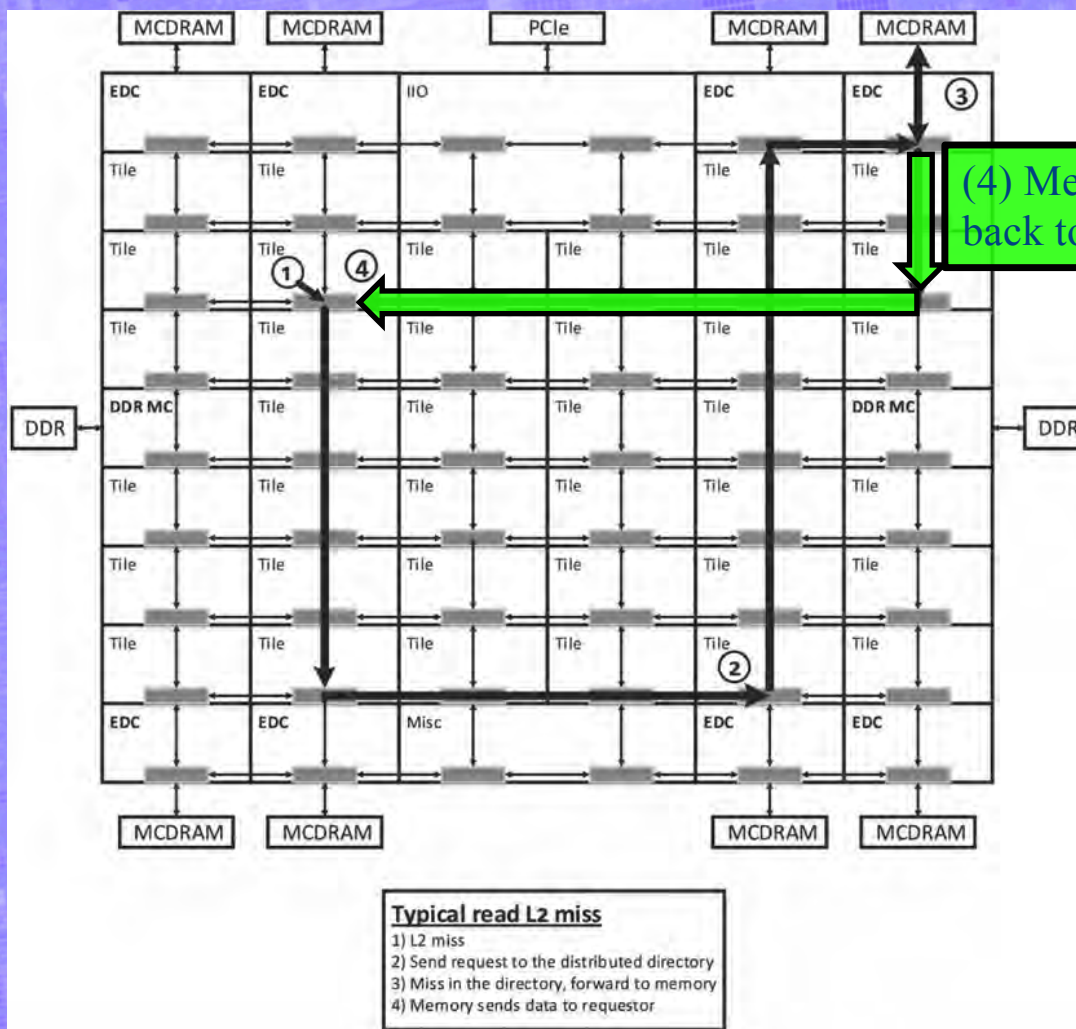 MCDRAM MCDRAM PCIe MCDRAM MCDRAM
EDC EDC IIO EDC EDC ③
Tile Tile Tile Tile
(4) Me
back to
Tile Tile Tile Tile Tile Tile
① ④
Tile Tile Tile Tile Tile Tile
DDR MC Tile Tile Tile Tile DDR MC
DDR DDR
Tile Tile Tile Tile Tile Tile
Tile Tile Tile Tile Tile Tile
Tile Tile Tile Tile Tile Tile
②
EDC EDC Misc EDC EDC
MCDRAM MCDRAM MCDRAM MCDRAM
Typical read L2 miss
1) L2 miss
2) Send request to the distributed directory
3) Miss in the directory, forward to memory
4) Memory sends data to requestor